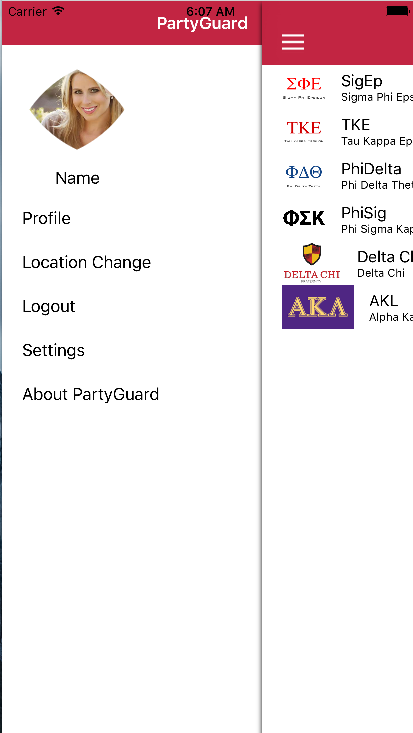 Carrier 6:07 AM
PartyGuard
Name
Profile
Location Change
Logout
Settings
About PartyGuard
ΣΦΕ
SigEp
Sigma Phi Eps
TKE
TKE
Tau Kappa Ep
ΦΔΘ
PhiDelta
Phi Delta Thet
ΦΣΚ
PhiSig
Phi Sigma Kap
DELTA CHI
Delta Ch
Delta Chi
ΑΚΛ
AKL
Alpha Ka